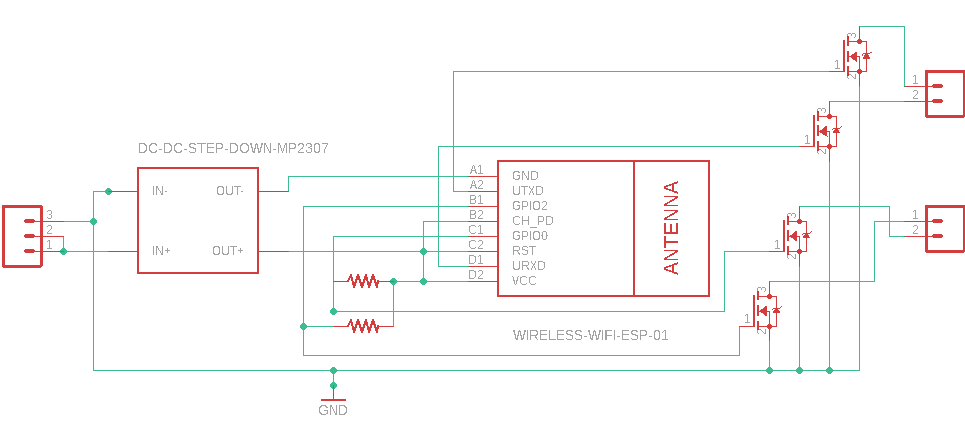 3
1
2
1
2
3
1
2
DC-DC-STEP-DOWN-MP2307
IN- OUT-
IN+ OUT+
3
2
1
A1 GND
A2 UTXD
B1 GPIO2
B2 CH_PD
C1 GPIO0
C2 RST
D1 URXD
D2 VCC
ANTENNA
3
1
2
1
2
3
1
2
WIRELESS-WIFI-ESP-01
GND